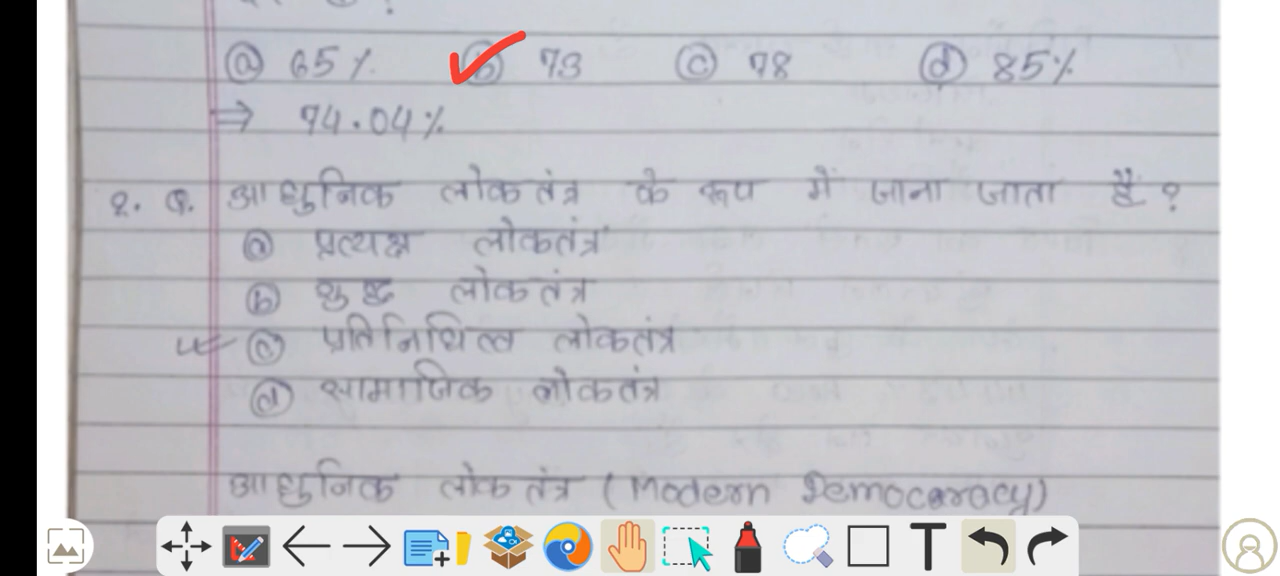 ?
ⓐ 65% ⓑ 73 ⓒ 78 ⓓ 85%
⇒ 74.04%
2. Q. आधुनिक लोकतंत्र के रूप में जाना जाता है ?
ⓐ प्रत्यक्ष लोकतंत्र
ⓑ शुद्ध लोकतंत्र
ⓒ प्रतिनिधित्व लोकतंत्र
ⓓ सामाजिक लोकतंत्र
आधुनिक लोकतंत्र (Modern Democaracy)
T